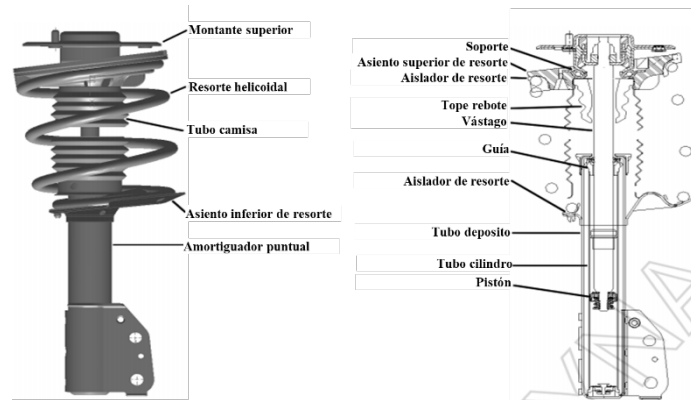 Montante superior
Resorte helicoidal
Tubo camisa
Asiento inferior de resorte
Amortiguador puntual
Soporte
Asiento superior de resorte
Aislador de resorte
Tope rebote
Vástago
Guía
Aislador de resorte
Tubo deposito
Tubo cilindro
Pistón